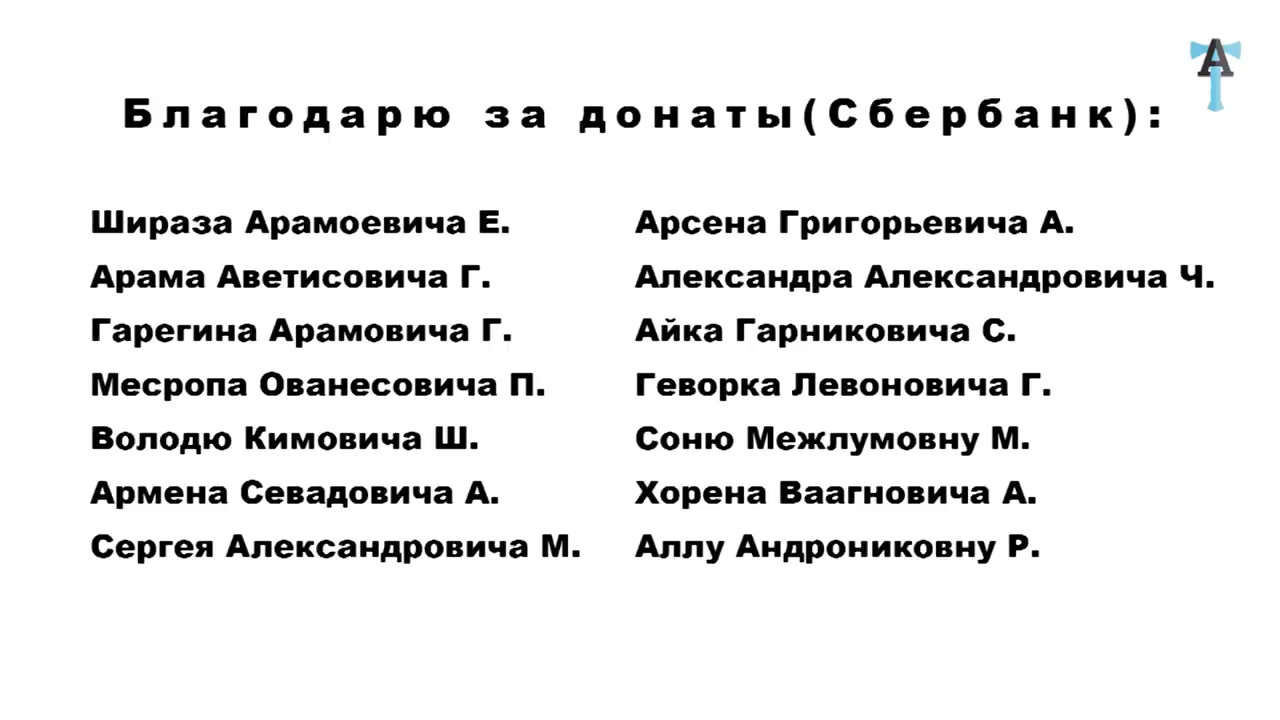 Благодарю за донаты(Сбербанк):
Шираза Арамоевича Е.
Арама Аветисовича Г.
Гарегина Арамовича Г.
Месропа Ованесовича П.
Володю Кимовича Ш.
Армена Севадовича А.
Сергея Александровича М.
Арсена Григорьевича А.
Александра Александровича Ч.
Айка Гарниковича С.
Геворка Левоновича Г.
Соню Межлумовну М.
Хорена Ваагновича А.
Аллу Андрониковну Р.